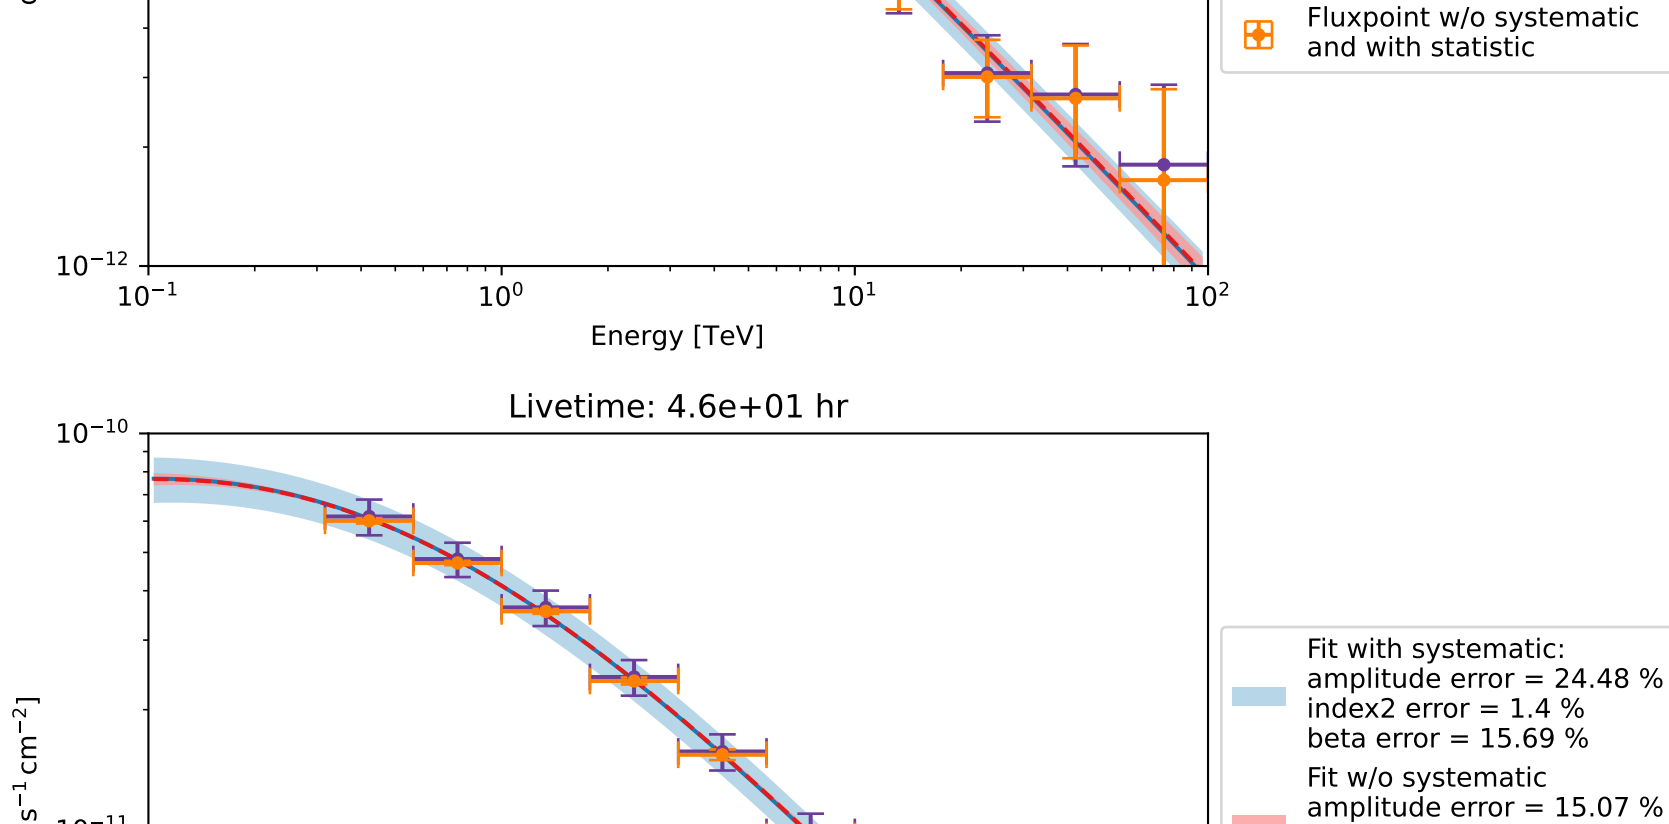 Fluxpoint w/o systematic
and with statistic
10⁻¹²
10⁻¹ 10⁰ 10¹ 10²
Energy [TeV]
Livetime: 4.6e+01 hr
10⁻¹⁰
Fit with systematic:
amplitude error = 24.48 %
index2 error = 1.4 %
beta error = 15.69 %
Fit w/o systematic
amplitude error = 15.07 %
s⁻¹ cm⁻²]
10⁻¹¹